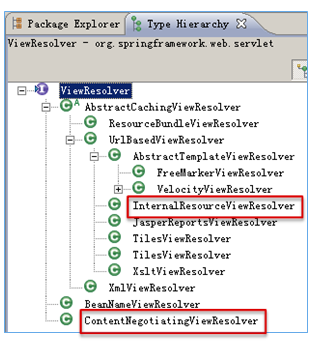 Package Explorer Type Hierarchy
ViewResolver - org.springframework.web.servlet
ViewResolver
AbstractCachingViewResolver
ResourceBundleViewResolver
UrlBasedViewResolver
AbstractTemplateViewResolver
FreeMarkerViewResolver
VelocityViewResolver
InternalResourceViewResolver
JasperReportsViewResolver
TilesViewResolver
TilesViewResolver
XsltViewResolver
XmlViewResolver
BeanNameViewResolver
ContentNegotiatingViewResolver